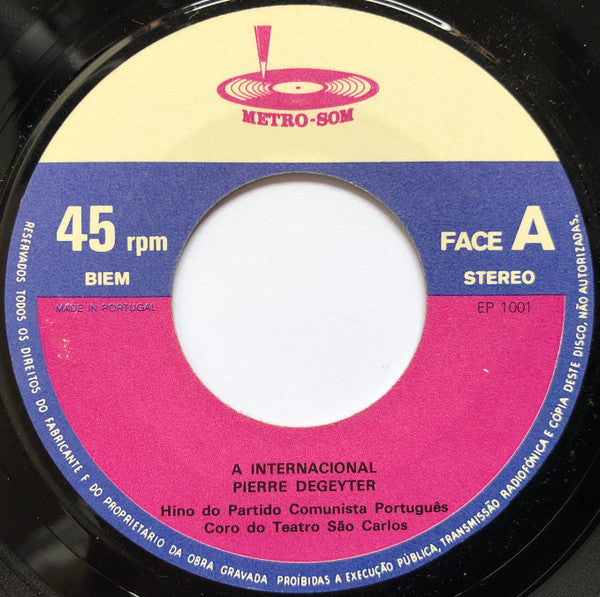 METRO-SOM
45 rpm
BIEM
MADE IN PORTUGAL
FACE A
STEREO
EP 1001
A INTERNACIONAL
PIERRE DEGEYTER
Hino do Partido Comunista Português
Coro do Teatro São Carlos
RESERVADOS TODOS OS DIREITOS DO FABRICANTE E DO PROPRIETÁRIO DA OBRA GRAVADA PROÍBIDAS A EXECUÇÃO PÚBLICA, TRANSMISSÃO RADIOFÓNICA E CÓPIA DESTE DISCO, NÃO AUTORIZADAS.